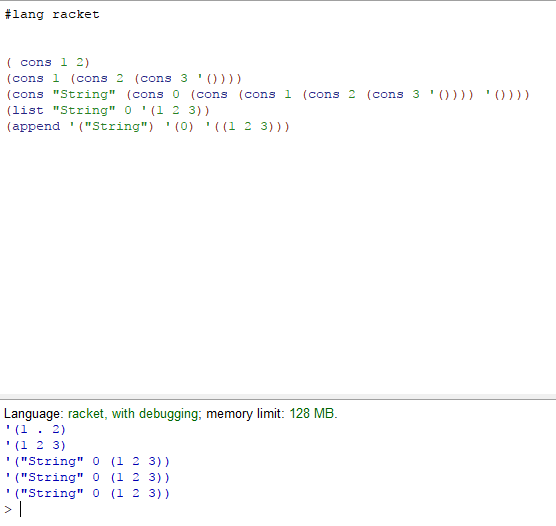 #lang racket
( cons 1 2)
(cons 1 (cons 2 (cons 3 '())))
(cons "String" (cons 0 (cons (cons 1 (cons 2 (cons 3 '()))) '())))
(list "String" 0 '(1 2 3))
(append '("String") '(0) '((1 2 3)))
Language: racket, with debugging; memory limit: 128 MB.
'(1 . 2)
'(1 2 3)
'("String" 0 (1 2 3))
'("String" 0 (1 2 3))
'("String" 0 (1 2 3))
>